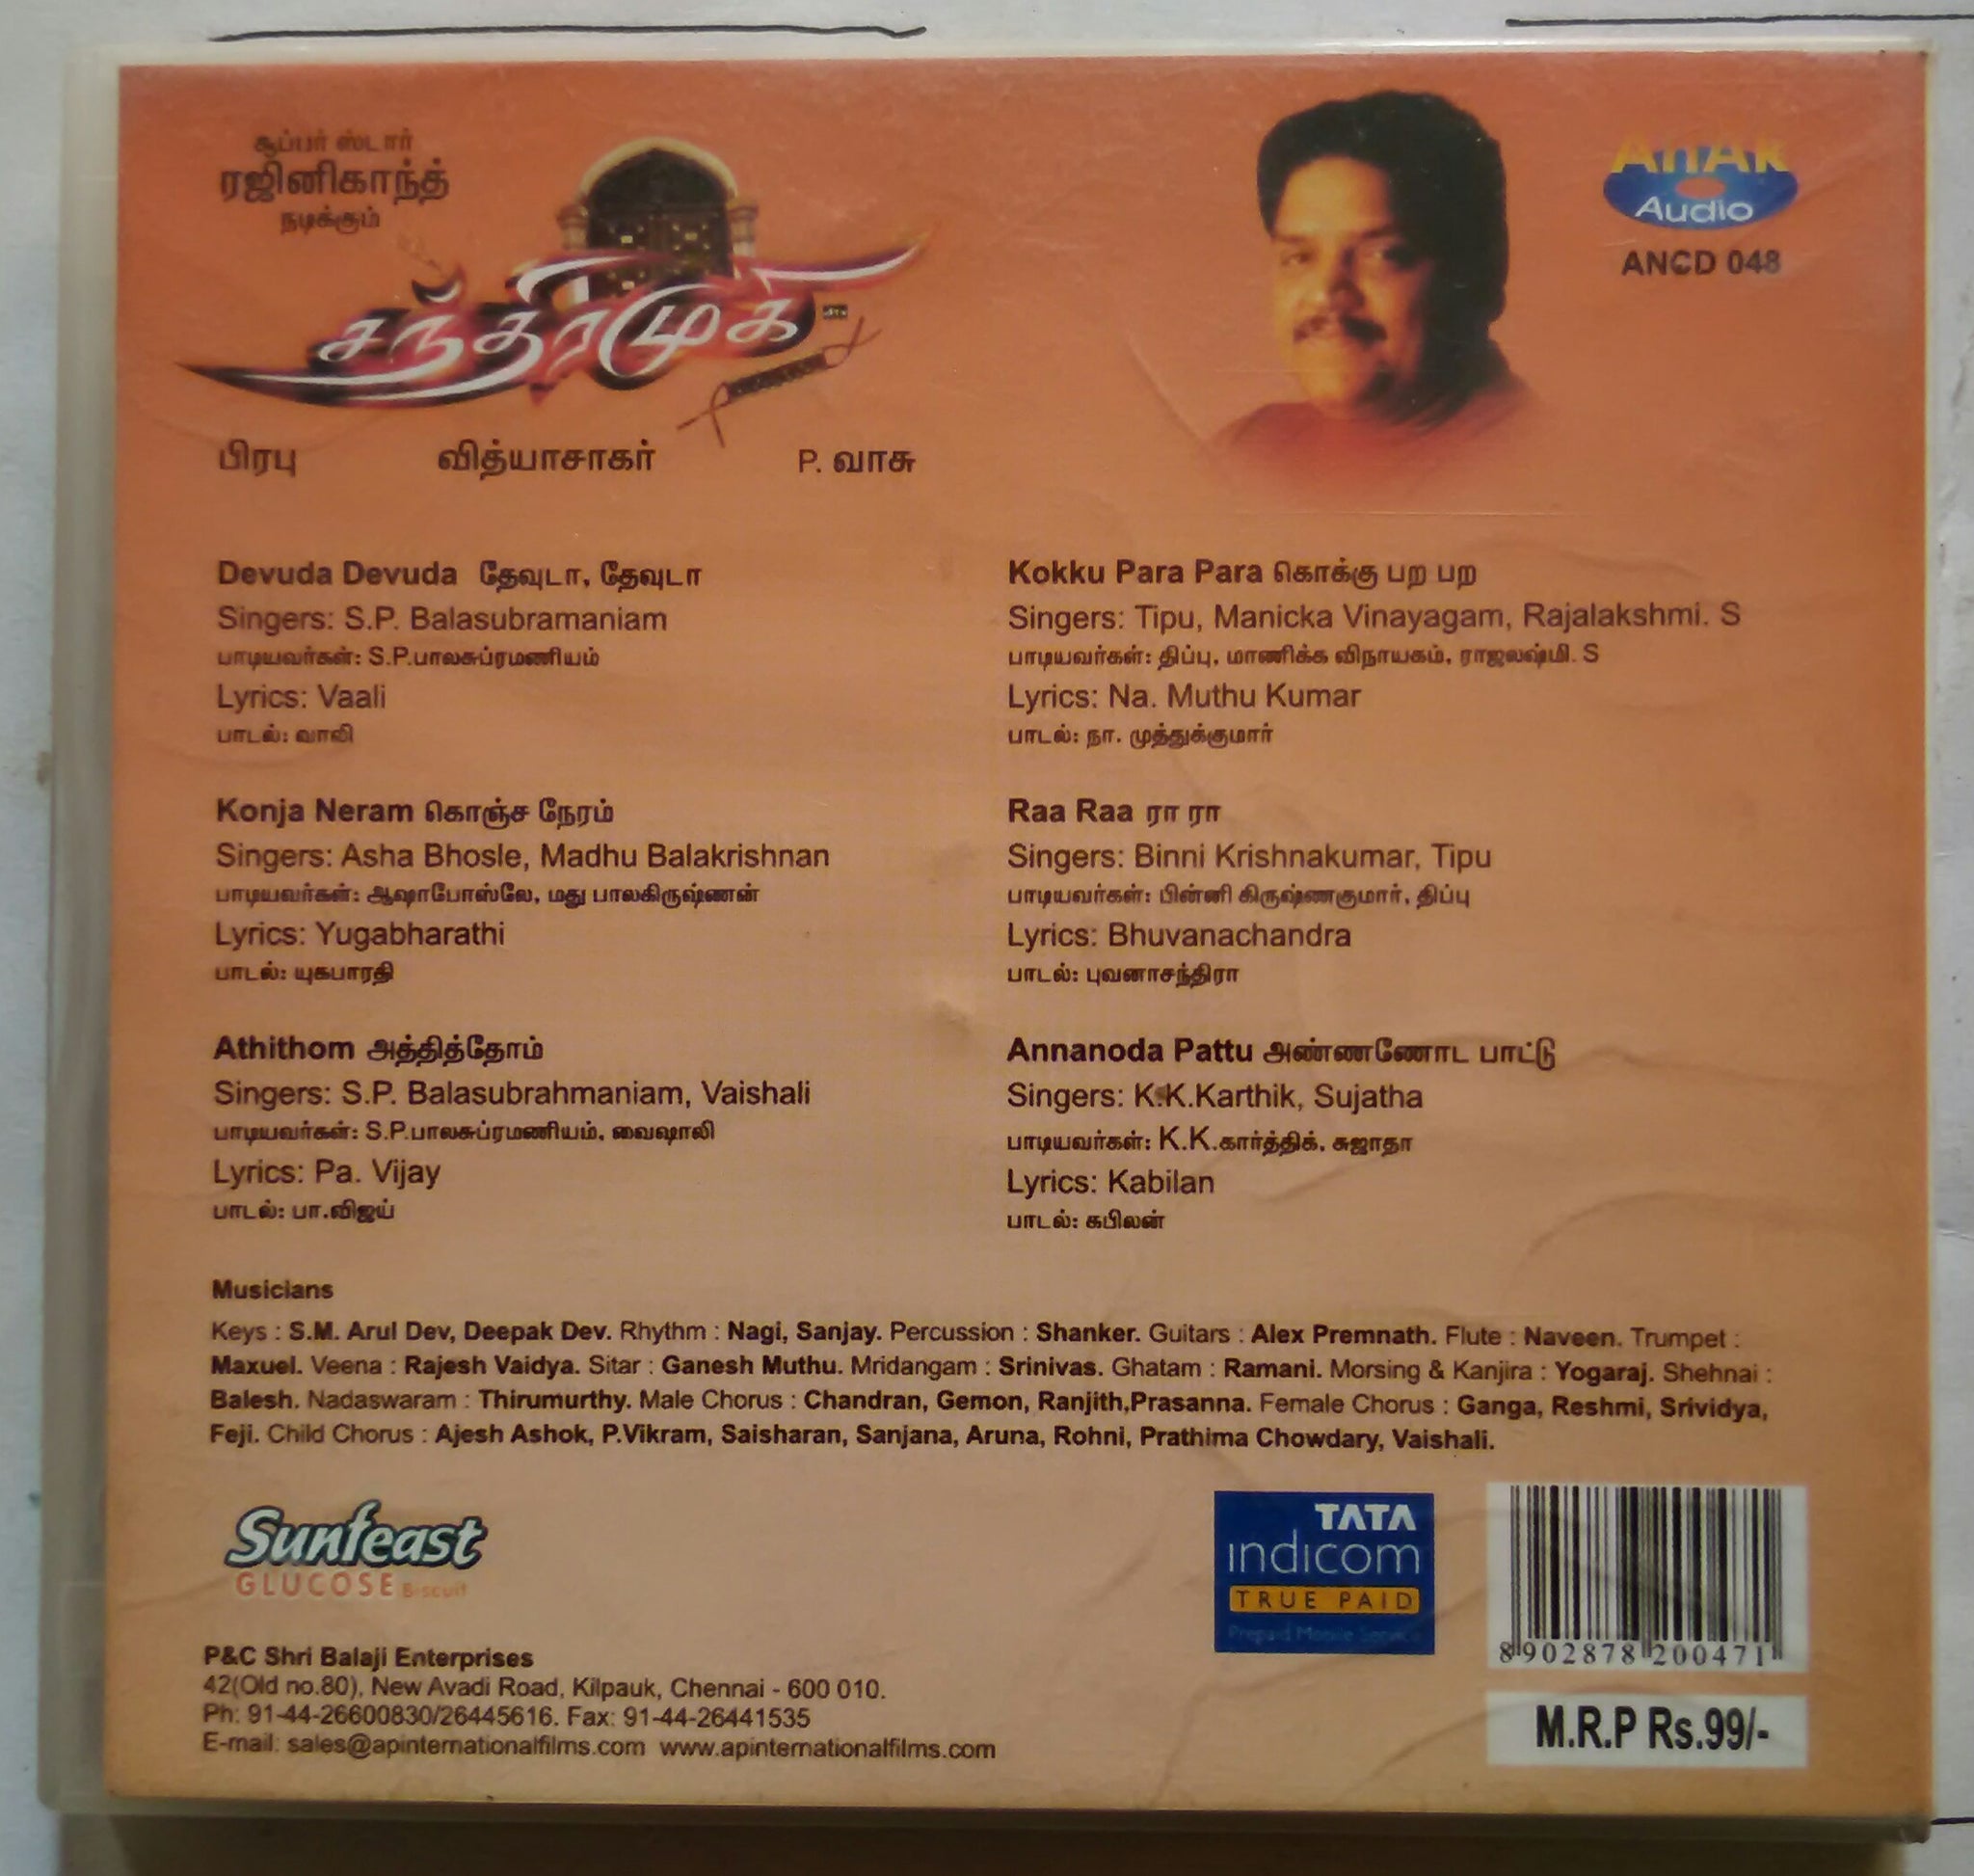 சூப்பர் ஸ்டார்
ரஜினிகாந்த்
நடிக்கும்
சந்திரமுகி
பிரபு வித்யாசாகர் P. வாசு
Audio
ANCD 048
Devuda Devuda தேவுடா, தேவுடா
Singers: S.P. Balasubramaniam
பாடியவர்கள்: S.P.பாலசுப்ரமணியம்
Lyrics: Vaali
பாடல்: வாலி
Konja Neram கொஞ்ச நேரம்
Singers: Asha Bhosle, Madhu Balakrishnan
பாடியவர்கள்: ஆஷாபோஸ்லே, மது பாலகிருஷ்ணன்
Lyrics: Yugabharathi
பாடல்: யுகபாரதி
Athithom அத்தித்தோம்
Singers: S.P. Balasubrahmaniam, Vaishali
பாடியவர்கள்: S.P.பாலசுப்ரமணியம், வைஷாலி
Lyrics: Pa. Vijay
பாடல்: பா.விஜய்
Kokku Para Para கொக்கு பற பற
Singers: Tipu, Manicka Vinayagam, Rajalakshmi. S
பாடியவர்கள்: திப்பு, மாணிக்க விநாயகம், ராஜலஷ்மி. S
Lyrics: Na. Muthu Kumar
பாடல்: நா. முத்துக்குமார்
Raa Raa ரா ரா
Singers: Binni Krishnakumar, Tipu
பாடியவர்கள்: பின்னி கிருஷ்ணகுமார், திப்பு
Lyrics: Bhuvanachandra
பாடல்: புவனாசந்திரா
Annanoda Pattu அண்ணணோட பாட்டு
Singers: K.K.Karthik, Sujatha
பாடியவர்கள்: K.K.கார்த்திக், சுஜாதா
Lyrics: Kabilan
பாடல்: கபிலன்
Musicians
Keys : S.M. Arul Dev, Deepak Dev. Rhythm : Nagi, Sanjay. Percussion : Shanker. Guitars : Alex Premnath. Flute : Naveen. Trumpet :
Maxuel. Veena : Rajesh Vaidya. Sitar : Ganesh Muthu. Mridangam : Srinivas. Ghatam : Ramani. Morsing & Kanjira : Yogaraj. Shehnai :
Balesh. Nadaswaram : Thirumurthy. Male Chorus : Chandran, Gemon, Ranjith,Prasanna. Female Chorus : Ganga, Reshmi, Srividya,
Feji. Child Chorus : Ajesh Ashok, P.Vikram, Saisharan, Sanjana, Aruna, Rohni, Prathima Chowdary, Vaishali.
Sunfeast
GLUCOSE Biscuit
TATA
indicom
TRUE PAID
Prepaid Mobile Service
8902878200471
M.R.P Rs.99/-
P&C Shri Balaji Enterprises
42(Old no.80), New Avadi Road, Kilpauk, Chennai - 600 010.
Ph: 91-44-26600830/26445616. Fax: 91-44-26441535
E-mail: sales@apinternationalfilms.com www.apinternationalfilms.com